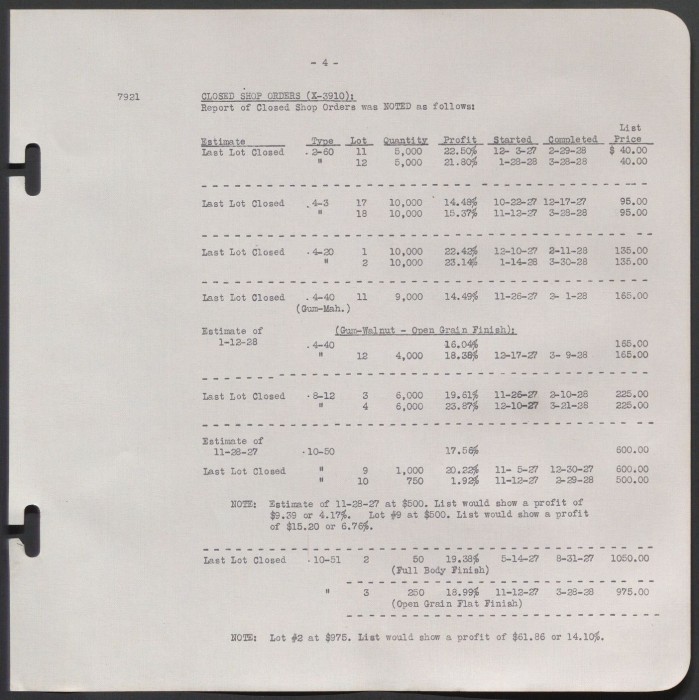 - 4 -
7921 CLOSED SHOP ORDERS (X-3910):
Report of Closed Shop Orders was NOTED as follows:
List
Estimate Type Lot Quantity Profit Started Completed Price
Last Lot Closed .2-60 11 5,000 22.50% 12- 3-27 2-29-28 $ 40.00
" 12 5,000 21.80% 1-28-28 3-28-28 40.00
Last Lot Closed .4-3 17 10,000 14.48% 10-22-27 12-17-27 95.00
" 18 10,000 15.37% 11-12-27 3-28-28 95.00
Last Lot Closed .4-20 1 10,000 22.42% 12-10-27 2-11-28 135.00
" 2 10,000 23.14% 1-14-28 3-30-28 135.00
Last Lot Closed .4-40 11 9,000 14.49% 11-26-27 2- 1-28 165.00
(Gum-Mah.)
Estimate of (Gum-Walnut - Open Grain Finish):
1-12-28 .4-40 16.04% 165.00
" 12 4,000 18.38% 12-17-27 3- 9-28 165.00
Last Lot Closed .8-12 3 6,000 19.61% 11-26-27 2-10-28 225.00
" 4 6,000 23.87% 12-10-27 3-21-28 225.00
Estimate of
11-28-27 .10-50 17.56% 600.00
Last Lot Closed " 9 1,000 20.22% 11- 5-27 12-30-27 600.00
" 10 750 1.92% 11-12-27 2-29-28 500.00
NOTE: Estimate of 11-28-27 at $500. List would show a profit of
$9.39 or 4.17%. Lot #9 at $500. List would show a profit
of $15.20 or 6.76%.
Last Lot Closed .10-51 2 50 19.38% 5-14-27 8-31-27 1050.00
(Full Body Finish)
" 3 250 18.99% 11-12-27 3-28-28 975.00
(Open Grain Flat Finish)
NOTE: Lot #2 at $975. List would show a profit of $61.86 or 14.10%.